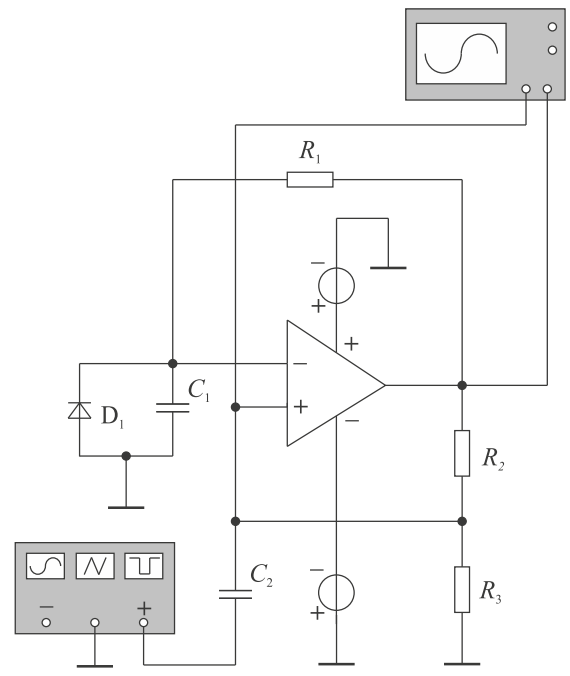 R₁
−
+
+
−
+
−
C₁
D₁
R₂
C₂
−
+
R₃
− +